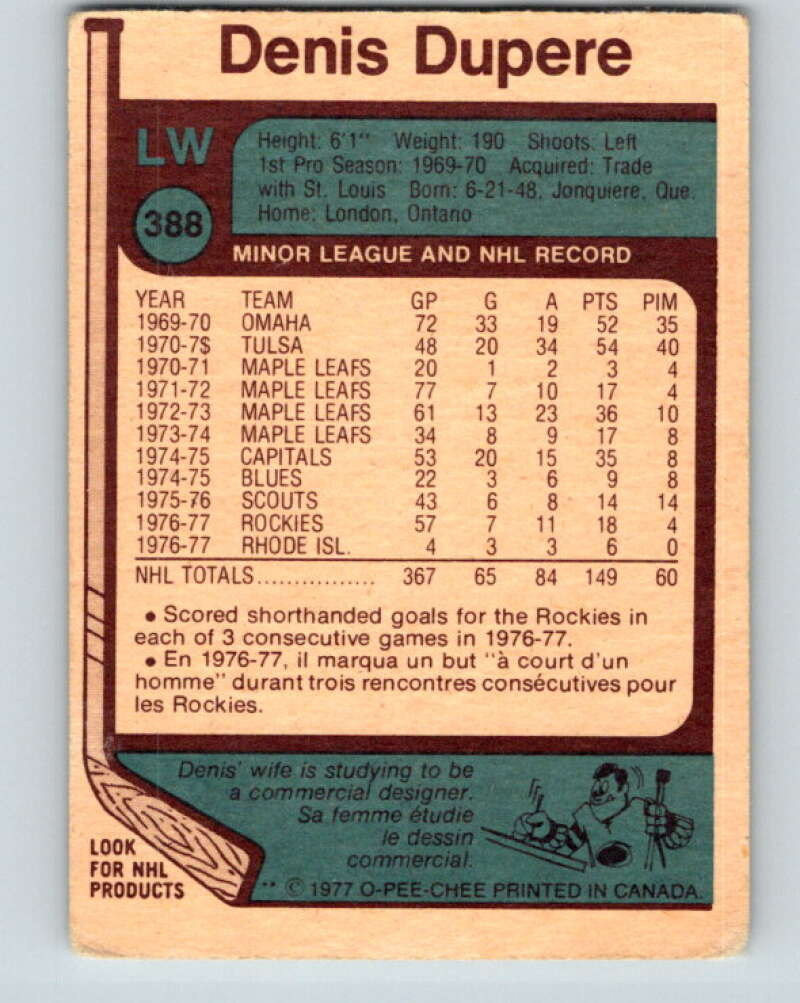 Denis Dupere
LW
388
Height: 6'1" Weight: 190 Shoots: Left
1st Pro Season: 1969-70 Acquired: Trade
with St. Louis Born: 6-21-48, Jonquiere, Que.
Home: London, Ontario
MINOR LEAGUE AND NHL RECORD
YEAR TEAM GP G A PTS PIM
1969-70 OMAHA 72 33 19 52 35
1970-7$ TULSA 48 20 34 54 40
1970-71 MAPLE LEAFS 20 1 2 3 4
1971-72 MAPLE LEAFS 77 7 10 17 4
1972-73 MAPLE LEAFS 61 13 23 36 10
1973-74 MAPLE LEAFS 34 8 9 17 8
1974-75 CAPITALS 53 20 15 35 8
1974-75 BLUES 22 3 6 9 8
1975-76 SCOUTS 43 6 8 14 14
1976-77 ROCKIES 57 7 11 18 4
1976-77 RHODE ISL. 4 3 3 6 0
NHL TOTALS................ 367 65 84 149 60
• Scored shorthanded goals for the Rockies in
each of 3 consecutive games in 1976-77.
• En 1976-77, il marqua un but "à court d'un
homme" durant trois rencontres consécutives pour
les Rockies.
Denis' wife is studying to be
a commercial designer.
Sa femme étudie
le dessin
commercial.
LOOK
FOR NHL
PRODUCTS
** © 1977 O-PEE-CHEE PRINTED IN CANADA.